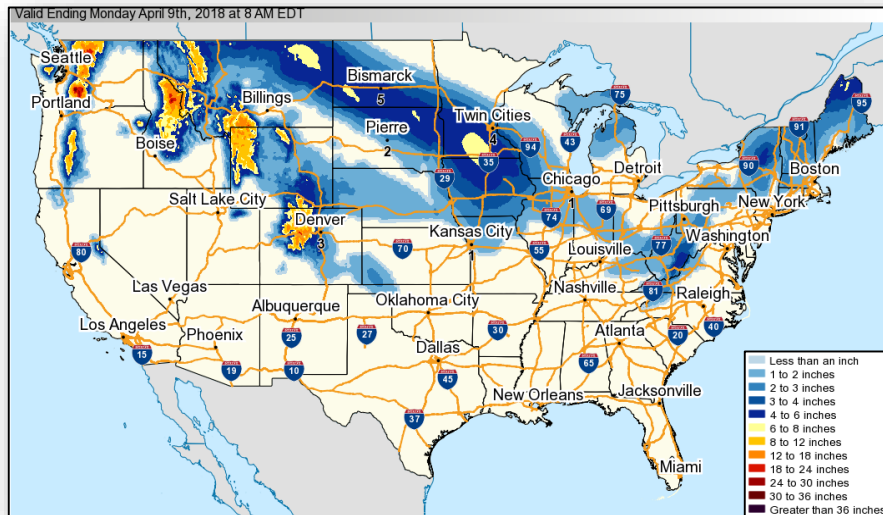 Valid Ending Monday April 9th, 2018 at 8 AM EDT
Seattle
Portland
Billings
Bismarck
5
Twin Cities
4
75
95
Boise
Pierre
2
94
43
91
35
90
Boston
29
Chicago
1
Detroit
Salt Lake City
New York
Denver
3
74
69
Pittsburgh
80
Kansas City
1
70
55
Louisville
77
Washington
Las Vegas
81
Nashville
Raleigh
Albuquerque
Oklahoma City
Los Angeles
Phoenix
25
27
30
Atlanta
20
40
15
19
10
Dallas
45
65
37
New Orleans
Jacksonville
Miami
Less than an inch
1 to 2 inches
2 to 3 inches
3 to 4 inches
4 to 6 inches
6 to 8 inches
8 to 12 inches
12 to 18 inches
18 to 24 inches
24 to 30 inches
30 to 36 inches
Greater than 36 inches